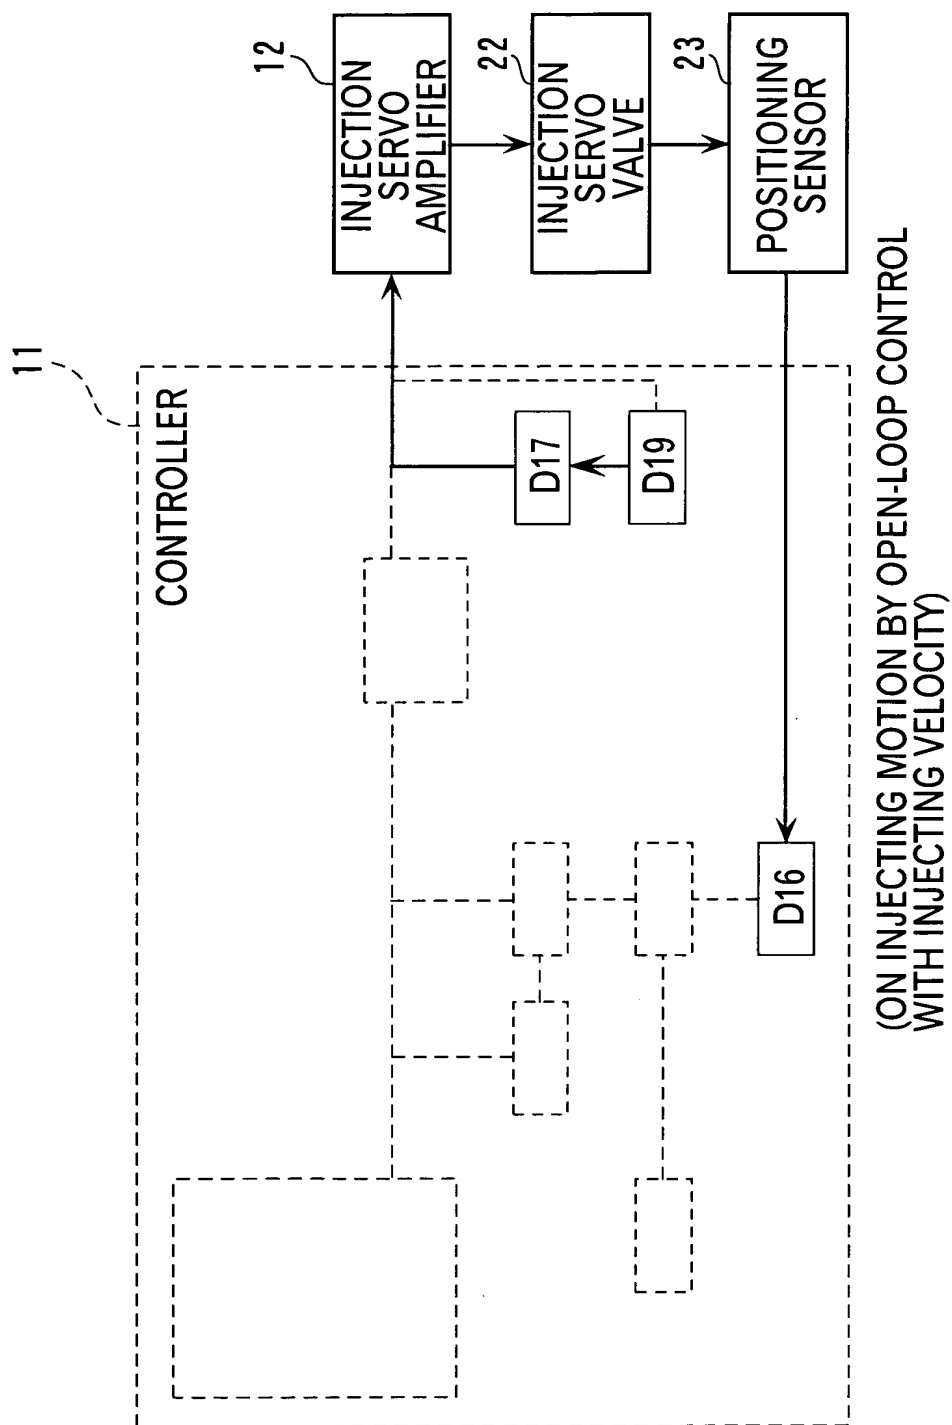 11
CONTROLLER
D16
D17
D19
12
INJECTION
SERVO
AMPLIFIER
22
INJECTION
SERVO
VALVE
23
POSITIONING
SENSOR
(ON INJECTING MOTION BY OPEN-LOOP CONTROL
WITH INJECTING VELOCITY)